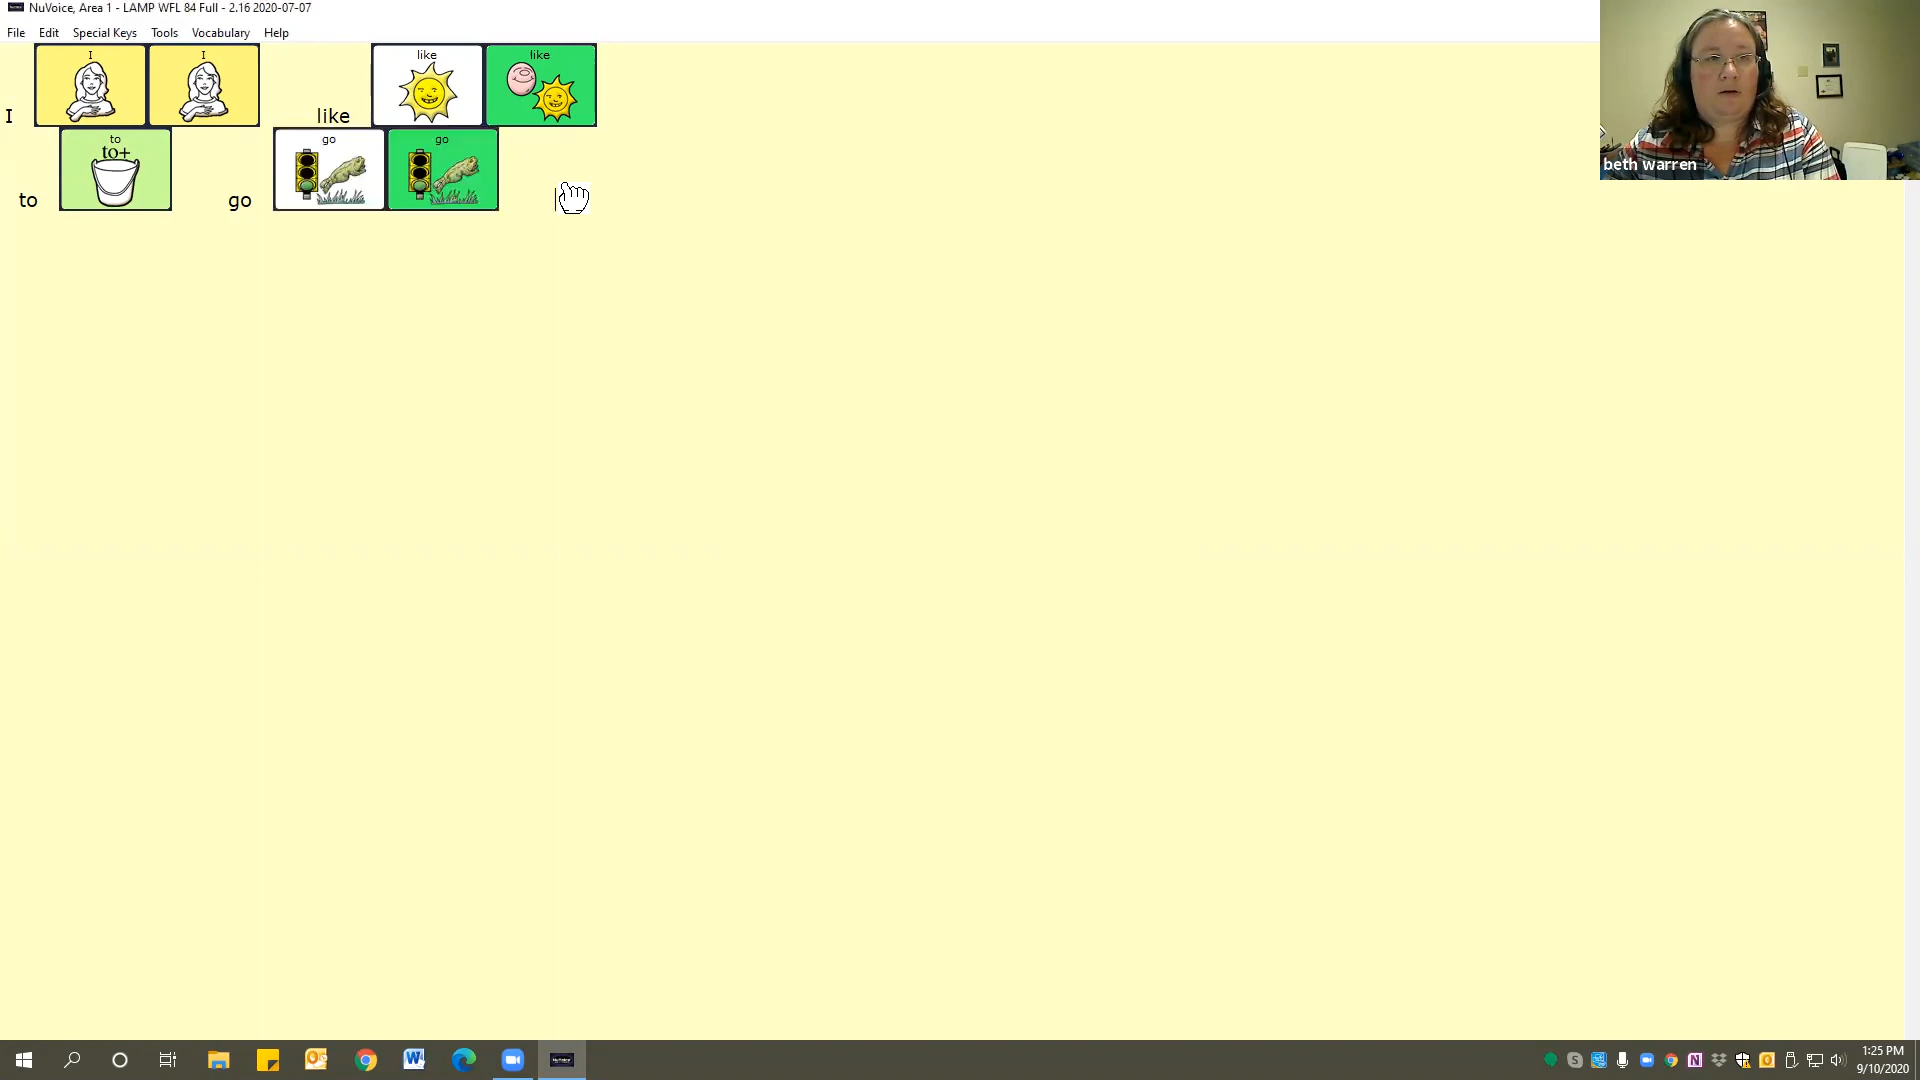 NuVoice, Area 1 - LAMP WFL 84 Full - 2.16 2020-07-07
File Edit Special Keys Tools Vocabulary Help
I I like like
I like
to go go
to+
to go
beth warren
1:25 PM
9/10/2020